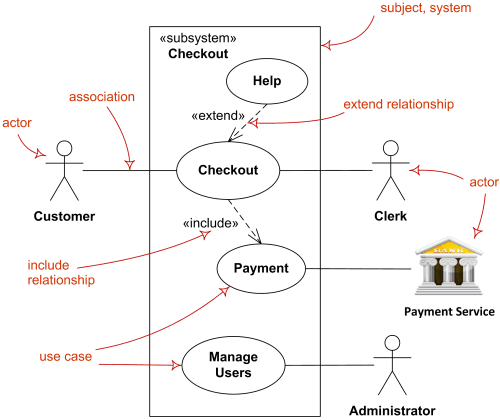 subject, system
«subsystem»
Checkout
Help
association
«extend»
extend relationship
actor
Checkout
Customer
Clerk
actor
«include»
include
relationship
Payment
BANK
Payment Service
use case
Manage
Users
Administrator